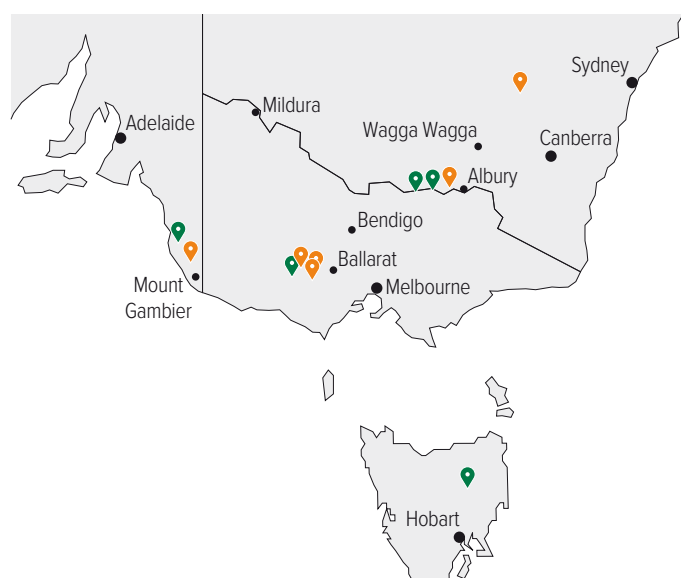 Sydney
Mildura
Adelaide
Wagga Wagga
Canberra
Albury
Bendigo
Ballarat
Mount
Gambier
Melbourne
Hobart